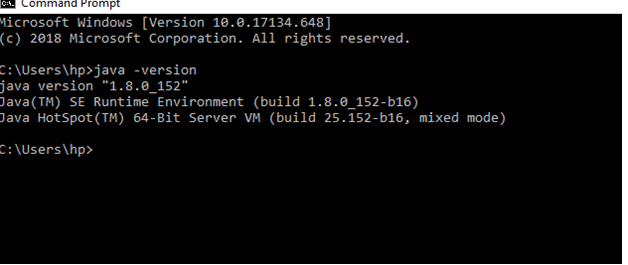 Command Prompt
Microsoft Windows [Version 10.0.17134.648]
(c) 2018 Microsoft Corporation. All rights reserved.
C:\Users\hp>java -version
java version "1.8.0_152"
Java(TM) SE Runtime Environment (build 1.8.0_152-b16)
Java HotSpot(TM) 64-Bit Server VM (build 25.152-b16, mixed mode)
C:\Users\hp>